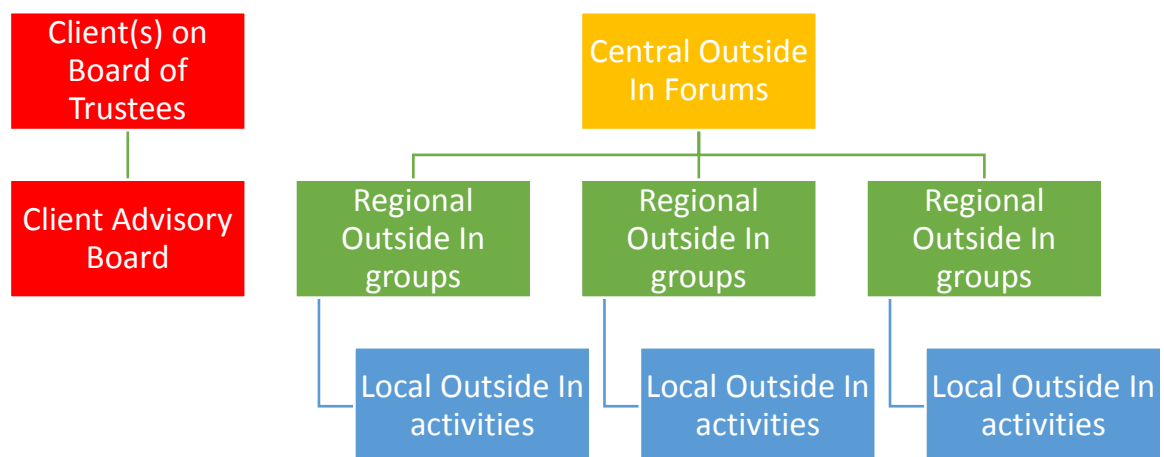 Client(s) on
Board of
Trustees
Central Outside
In Forums
Client Advisory
Board
Regional
Outside In
groups
Regional
Outside In
groups
Regional
Outside In
groups
Local Outside In
activities
Local Outside In
activities
Local Outside In
activities